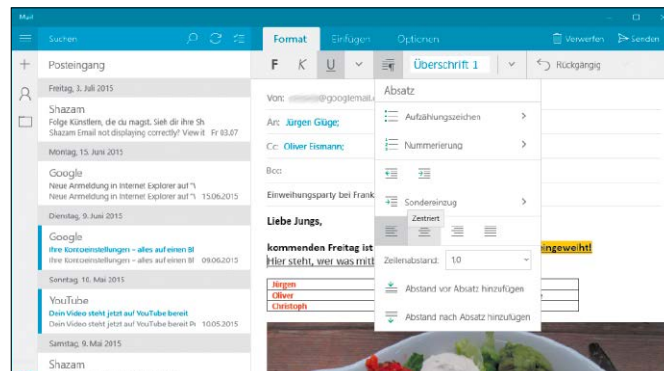 Mail
Suchen
Format Einfügen Optionen
Verwerfen Senden
Posteingang
F K U Überschrift 1 Rückgängig
Freitag, 3. Juli 2015
Shazam
Folge Künstlern, die du magst. Sieh dir ihre Sh
Shazam Email not displaying correctly? View it Fr 03.07
Montag, 15. Juni 2015
Google
Neue Anmeldung in Internet Explorer auf "\
Neue Anmeldung in Internet Explorer auf "\ 15.06.2015
Dienstag, 9. Juni 2015
Google
Ihre Kontoeinstellungen – alles auf einen Bl
Ihre Kontoeinstellungen – alles auf einen Bl 09.06.2015
Sonntag, 10. Mai 2015
YouTube
Dein Video steht jetzt auf YouTube bereit
Dein Video steht jetzt auf YouTube bereit 10.05.2015
Samstag, 9. Mai 2015
Shazam
Von: @googlemail.
An: Jürgen Glüge;
Cc: Oliver Eismann;
Bcc:
Einweihungsparty bei Frank
Liebe Jungs,
kommenden Freitag ist
ingeweiht!
Hier steht, wer was mitb
Jürgen
Oliver
Christoph
Absatz
Aufzählungszeichen
Nummerierung
Sondereinzug
Zentriert
Zeilenabstand: 1,0
Abstand vor Absatz hinzufügen
Abstand nach Absatz hinzufügen